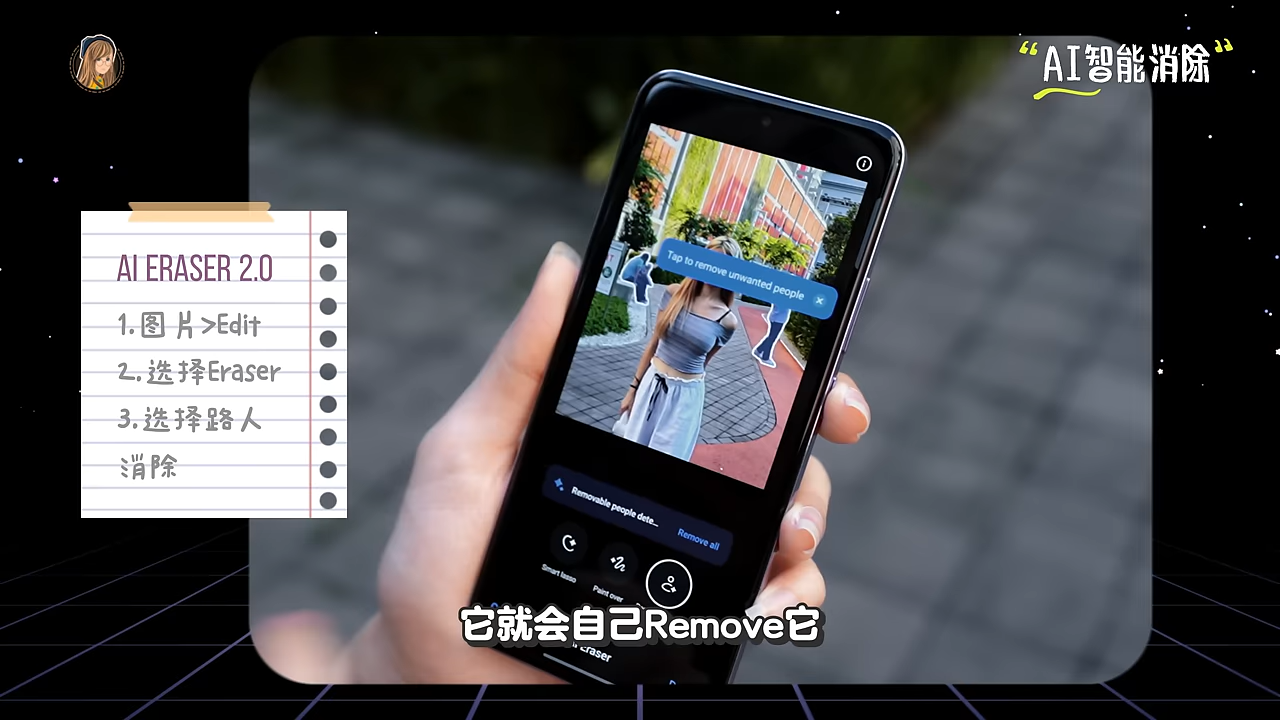 “AI智能消除”
AI ERASER 2.0
1.图片>Edit
2.选择Eraser
3.选择路人
消除
Tap to remove unwanted people
Removable people dete...
Remove all
Smart lasso
Paint over
Eraser
它就会自己Remove它